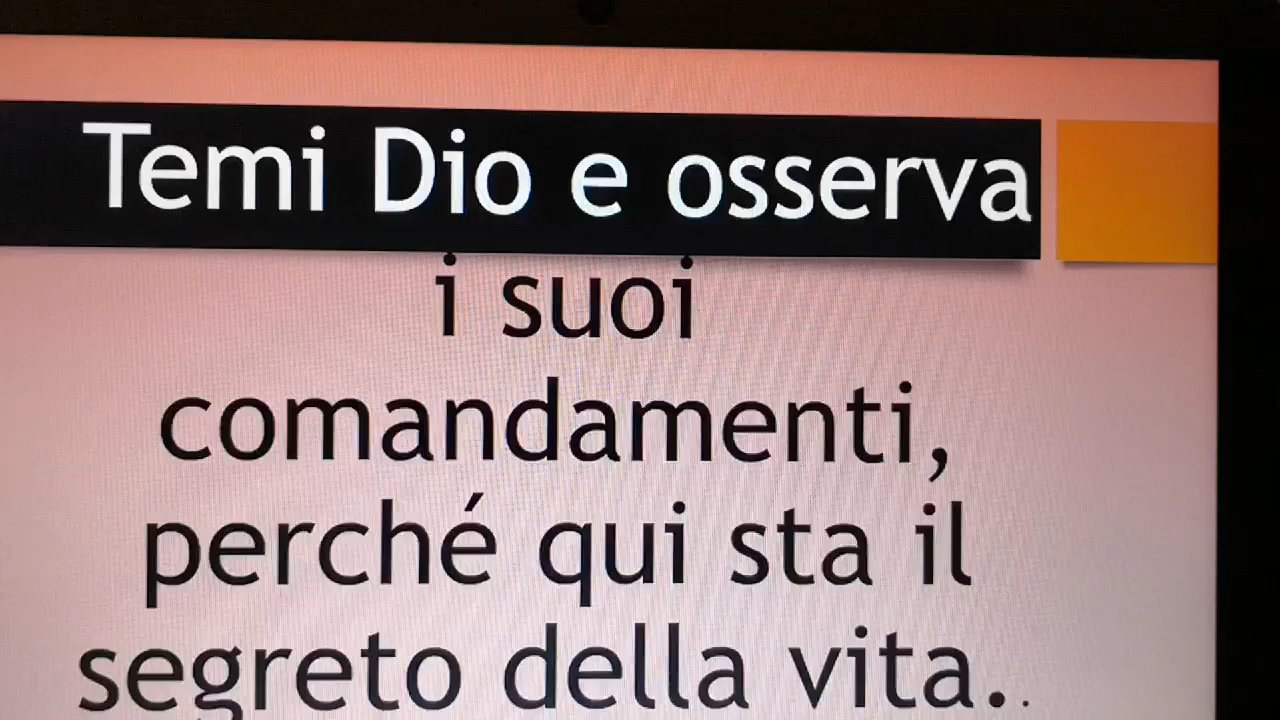 Temi Dio e osserva
i suoi
comandamenti,
perché qui sta il
segreto della vita..